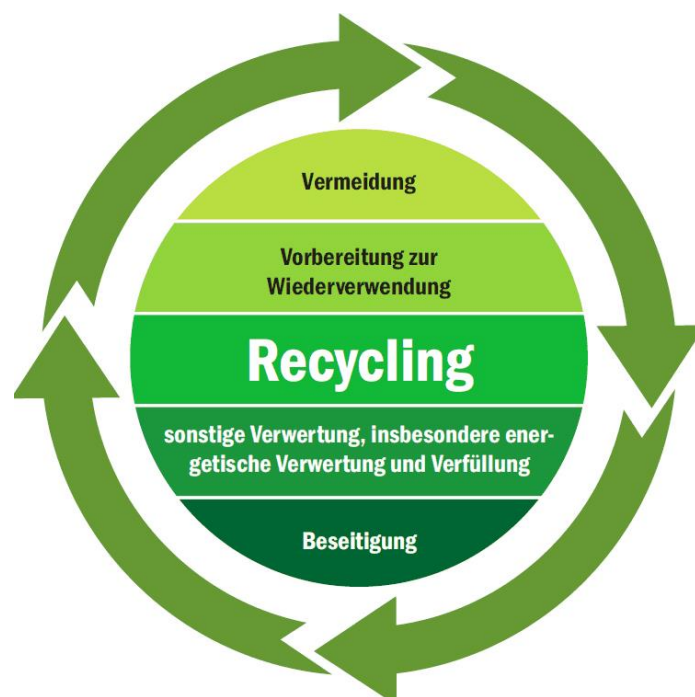 Vermeidung
Vorbereitung zur
Wiederverwendung
Recycling
sonstige Verwertung, insbesondere ener-
getische Verwertung und Verfüllung
Beseitigung